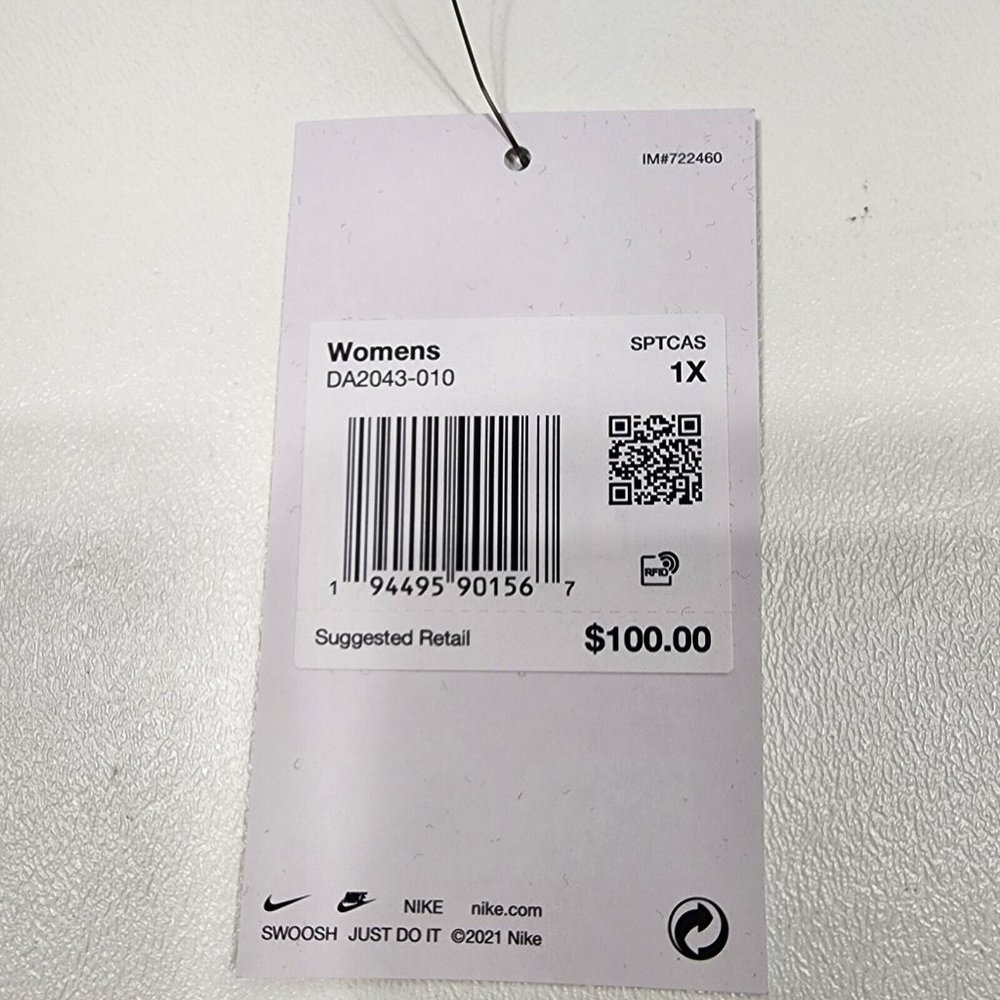 IM#722460
Womens
SPTCAS
DA2043-010
1X
1 94495 90156 7
RFID
Suggested Retail
$100.00
NIKE
NIKE nike.com
SWOOSH JUST DO IT ©2021 Nike